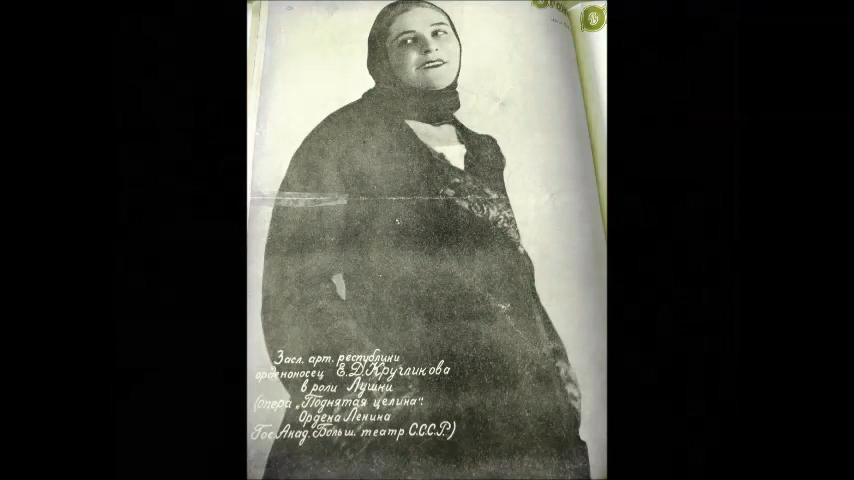 Засл. арт. республики
орденоносец Е.Д.Кругликова
в роли Лушки
(опера „Поднятая целина":
Ордена Ленина
Гос.Акад.Больш. театр С.С.С.Р.)